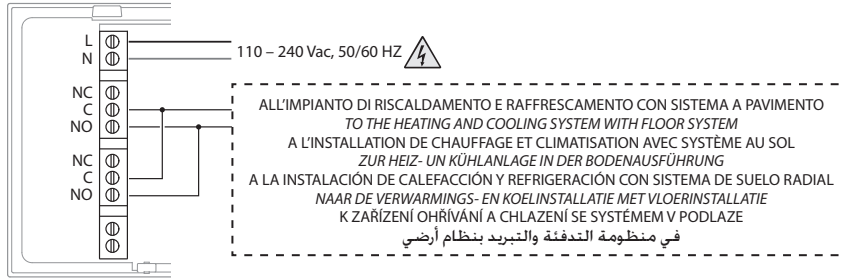 L
N
110 – 240 Vac, 50/60 HZ
NC
C
NO
NC
C
NO
ALL’IMPIANTO DI RISCALDAMENTO E RAFFRESCAMENTO CON SISTEMA A PAVIMENTO
TO THE HEATING AND COOLING SYSTEM WITH FLOOR SYSTEM
A L’INSTALLATION DE CHAUFFAGE ET CLIMATISATION AVEC SYSTÈME AU SOL
ZUR HEIZ- UN KÜHLANLAGE IN DER BODENAUSFÜHRUNG
A LA INSTALACIÓN DE CALEFACCIÓN Y REFRIGERACIÓN CON SISTEMA DE SUELO RADIAL
NAAR DE VERWARMINGS- EN KOELINSTALLATIE MET VLOERINSTALLATIE
K ZAŘÍZENÍ OHŘÍVÁNÍ A CHLAZENÍ SE SYSTÉMEM V PODLAZE
في منظومة التدفئة والتبريد بنظام أرضي